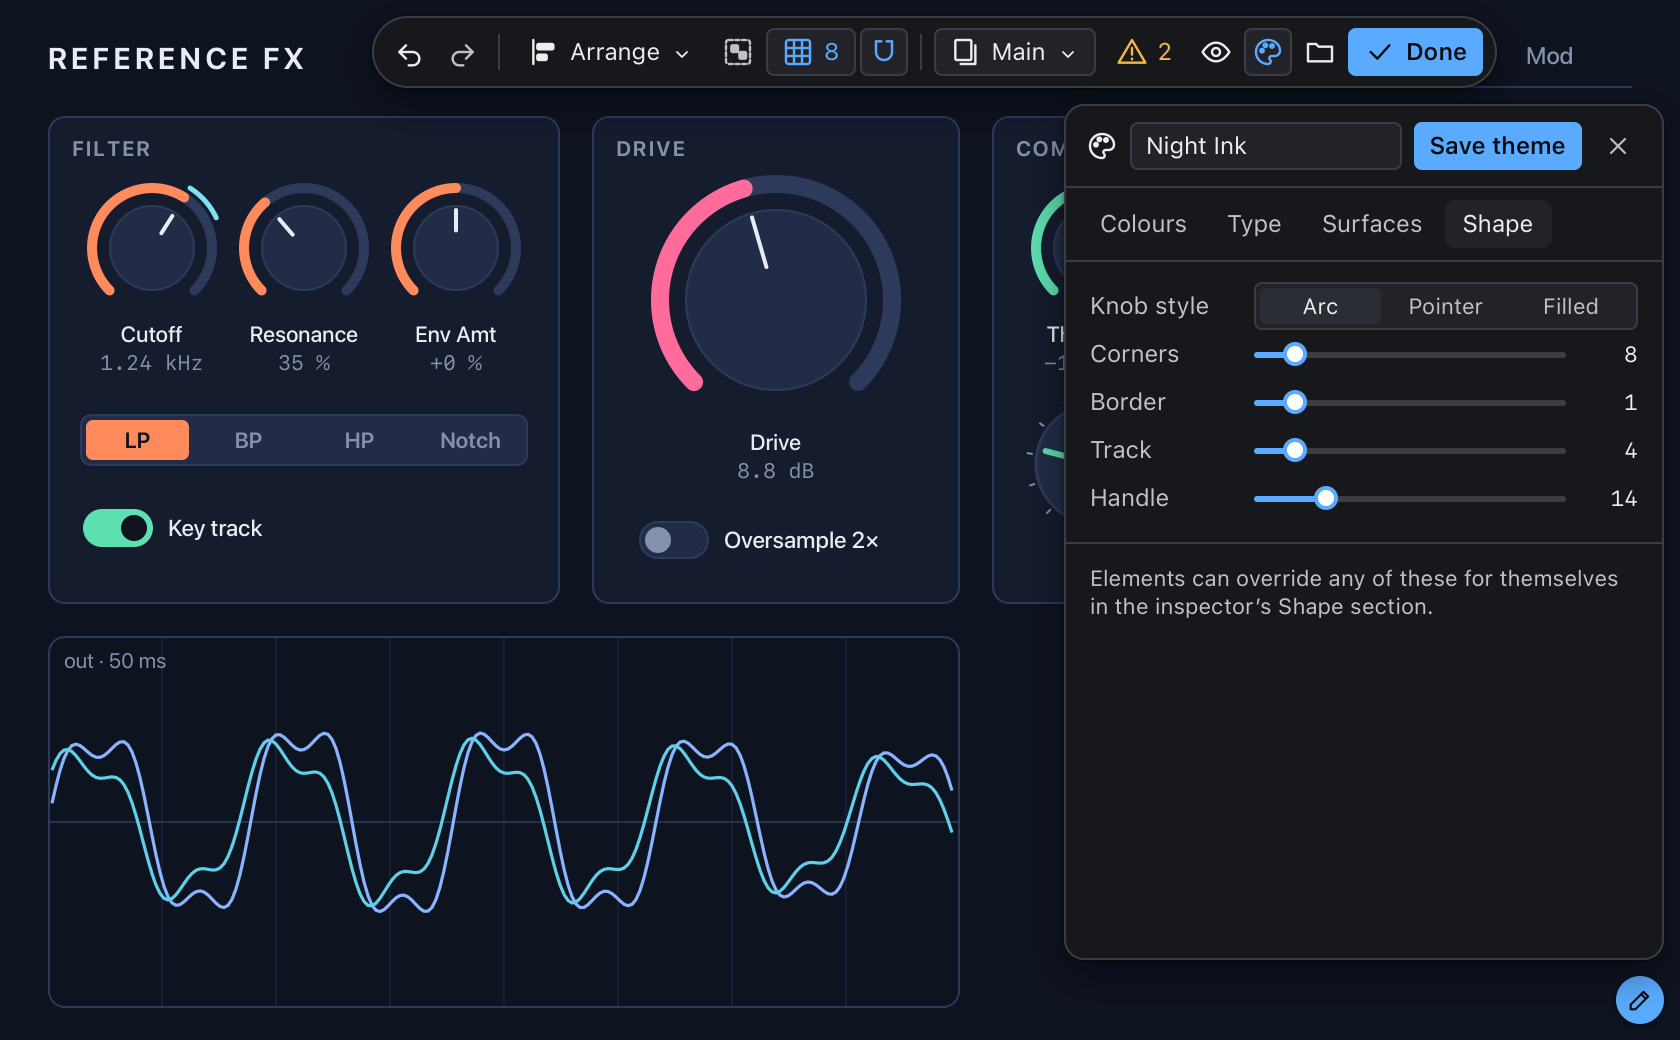 REFERENCE FX
Arrange
8
Main
2
Done
Mod
FILTER
Cutoff
1.24 kHz
Resonance
35 %
Env Amt
+0 %
LP
BP
HP
Notch
Key track
DRIVE
Drive
8.8 dB
Oversample 2×
COM
Night Ink
Save theme
Colours
Type
Surfaces
Shape
Knob style
Arc
Pointer
Filled
Corners
8
Border
1
Track
4
Handle
14
Elements can override any of these for themselves
in the inspector’s Shape section.
out · 50 ms